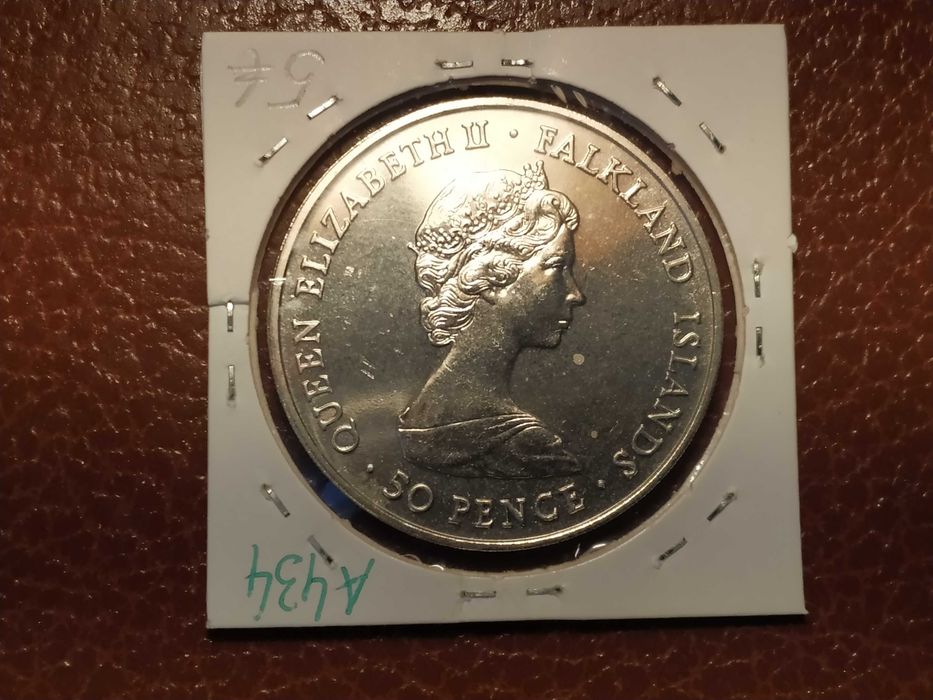 QUEEN ELIZABETH II · FALKLAND ISLANDS ·
50 PENCE ·
A434